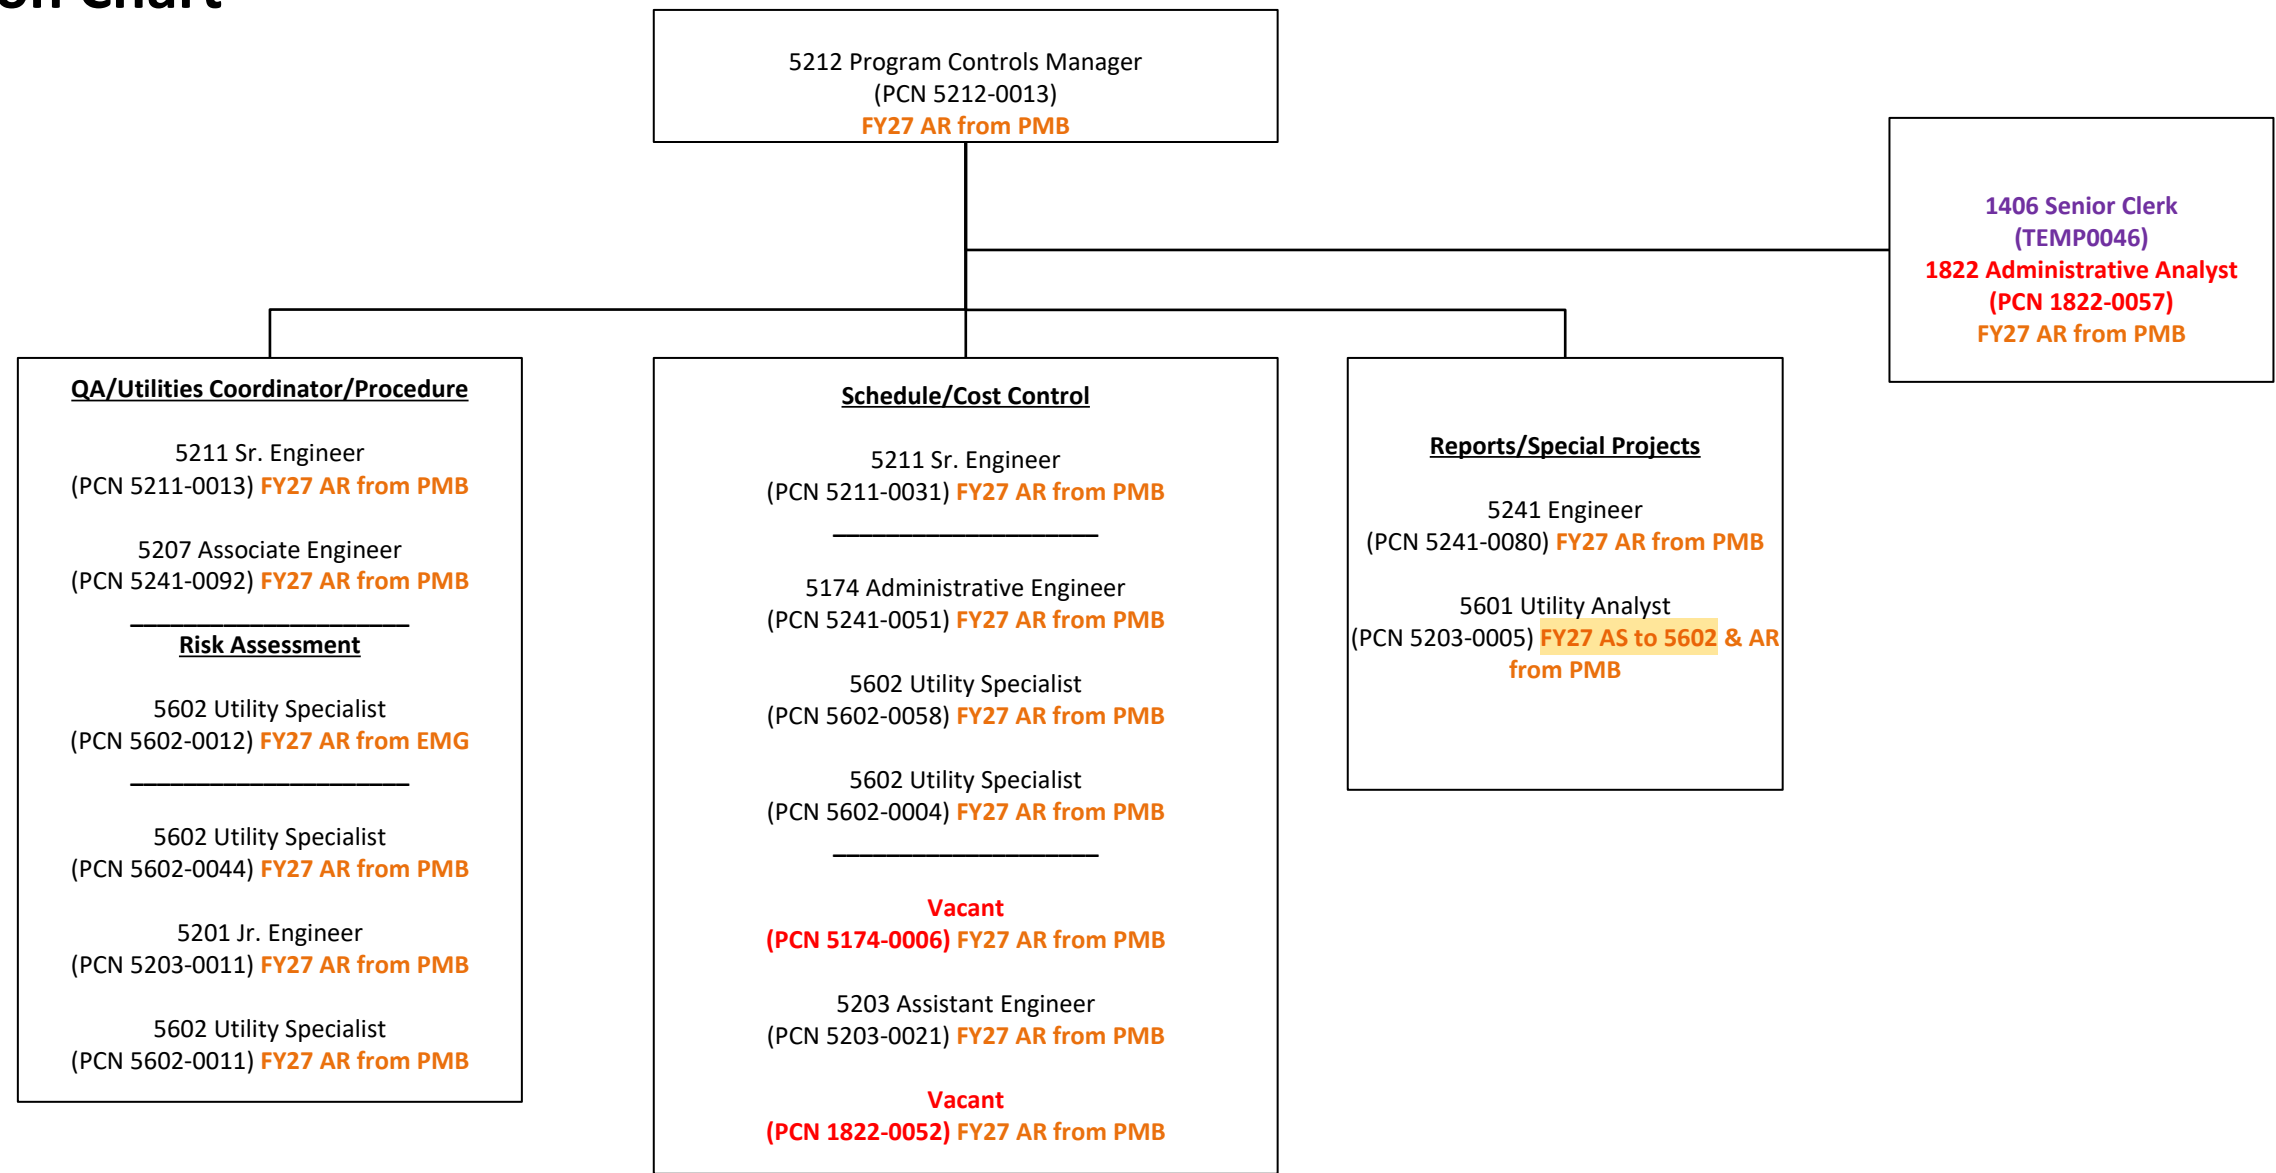 5212 Program Controls Manager
(PCN 5212-0013)
FY27 AR from PMB
1406 Senior Clerk
(TEMP0046)
1822 Administrative Analyst
(PCN 1822-0057)
FY27 AR from PMB
QA/Utilities Coordinator/Procedure
5211 Sr. Engineer
(PCN 5211-0013) FY27 AR from PMB
5207 Associate Engineer
(PCN 5241-0092) FY27 AR from PMB
Risk Assessment
5602 Utility Specialist
(PCN 5602-0012) FY27 AR from EMG
5602 Utility Specialist
(PCN 5602-0044) FY27 AR from PMB
5201 Jr. Engineer
(PCN 5203-0011) FY27 AR from PMB
5602 Utility Specialist
(PCN 5602-0011) FY27 AR from PMB
Schedule/Cost Control
5211 Sr. Engineer
(PCN 5211-0031) FY27 AR from PMB
5174 Administrative Engineer
(PCN 5241-0051) FY27 AR from PMB
5602 Utility Specialist
(PCN 5602-0058) FY27 AR from PMB
5602 Utility Specialist
(PCN 5602-0004) FY27 AR from PMB
Vacant
(PCN 5174-0006) FY27 AR from PMB
5203 Assistant Engineer
(PCN 5203-0021) FY27 AR from PMB
Vacant
(PCN 1822-0052) FY27 AR from PMB
Reports/Special Projects
5241 Engineer
(PCN 5241-0080) FY27 AR from PMB
5601 Utility Analyst
(PCN 5203-0005) FY27 AS to 5602 & AR
from PMB